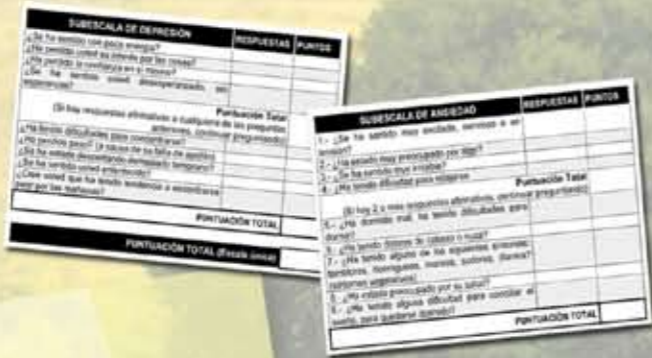 SUBESCALA DE DEPRESIÓN RESPUESTAS PUNTOS
¿Se ha sentido con poca energía?
¿Ha perdido usted su interés por las cosas?
¿Ha perdido la confianza en sí mismo?
¿Se ha sentido usted desesperanzado, sin
esperanzas?
Puntuación Total
(Si hay respuestas afirmativas a cualquiera de las preguntas
anteriores, continuar preguntando)
¿Ha tenido dificultades para concentrarse?
¿Ha perdido peso? (a causa de su falta de apetito)
¿Se ha estado despertando demasiado temprano?
¿Se ha sentido usted enlentecido?
¿Cree usted que ha tenido tendencia a encontrarse
peor por las mañanas?
PUNTUACIÓN TOTAL
PUNTUACIÓN TOTAL (Escala única)
SUBESCALA DE ANSIEDAD RESPUESTAS PUNTOS
1.- ¿Se ha sentido muy excitado, nervioso o en
tensión?
2.- ¿Ha estado muy preocupado por algo?
3.- ¿Se ha sentido muy irritable?
4.- ¿Ha tenido dificultad para relajarse
Puntuación Total
(Si hay 2 o más respuestas afirmativas, continuar preguntando)
¿Ha dormido mal, ha tenido dificultades para
dormir?
¿Ha tenido dolores de cabeza o nuca?
7.- ¿Ha tenido alguno de los siguientes síntomas:
temblores, hormigueos, mareos, sudores, diarrea?
¿Ha estado preocupado por su salud?
¿Ha tenido alguna dificultad para conciliar el
sueño, para quedarse dormido?
PUNTUACIÓN TOTAL